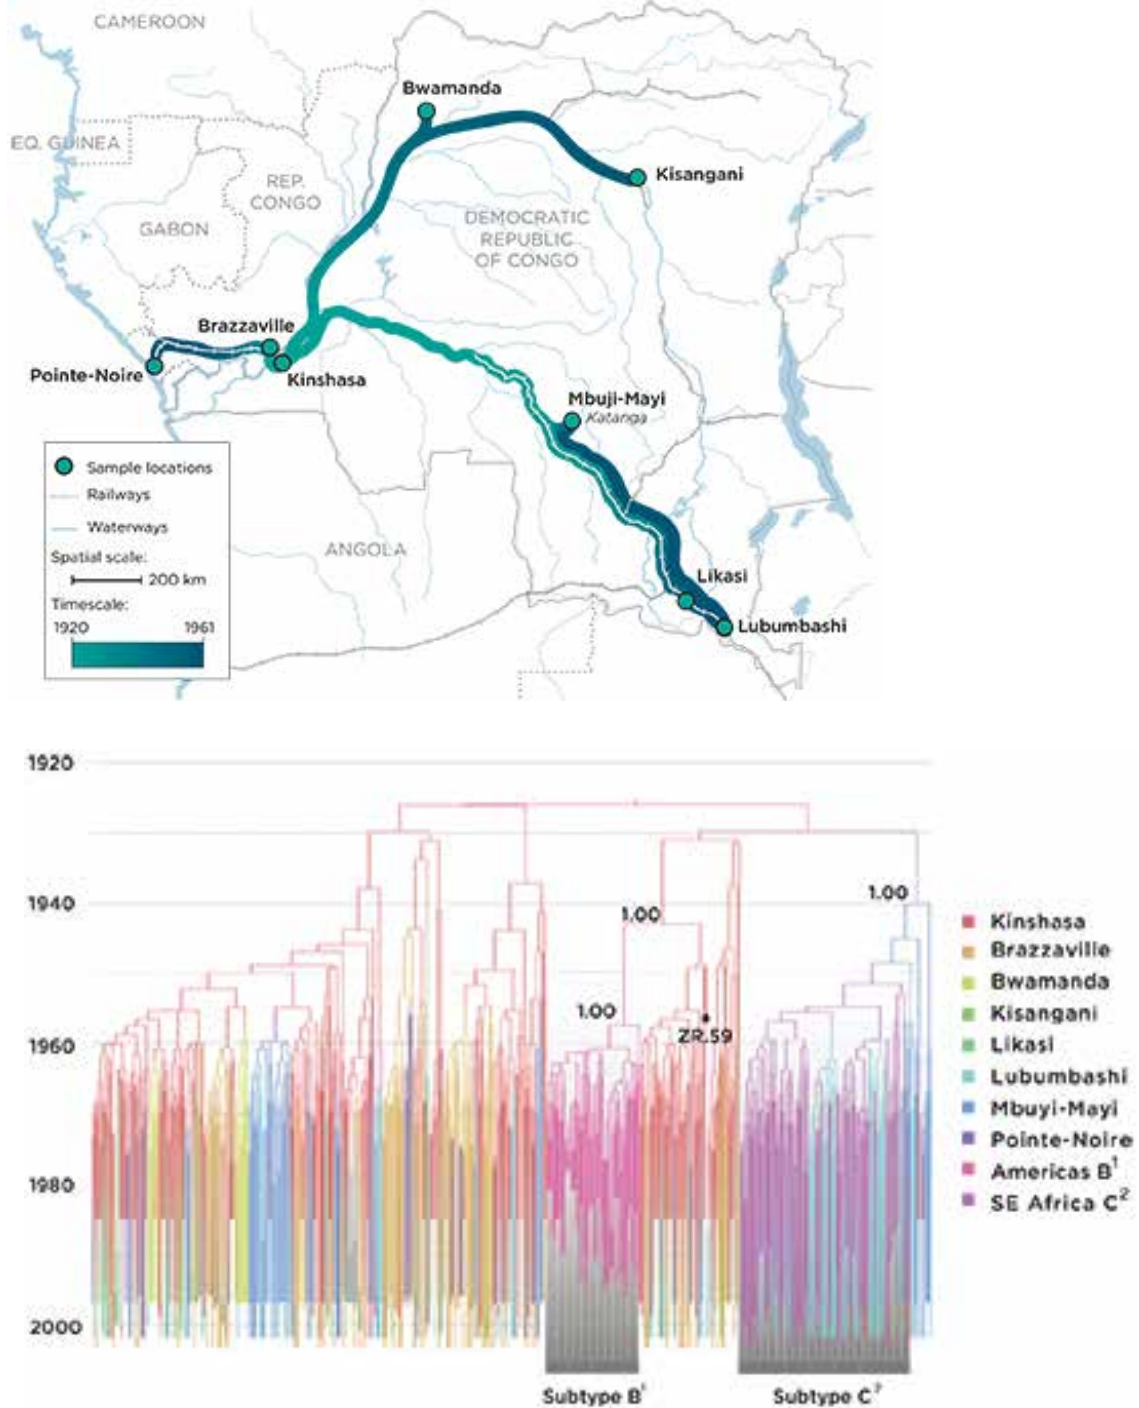 CAMEROON
Bwamanda
EQ. GUINEA
Kisangani
REP.
CONGO
DEMOCRATIC
REPUBLIC
OF CONGO
GABON
Brazzaville
Pointe-Noire
Kinshasa
Mbuji-Mayi
Katanga
Sample locations
Railways
Waterways
Spatial scale:
200 km
Timescale:
1920 1961
ANGOLA
Likasi
Lubumbashi
1920
1940
1.00
1.00
1.00
ZR.59
1960
1980
2000
Kinshasa
Brazzaville
Bwamanda
Kisangani
Likasi
Lubumbashi
Mbuyi-Mayi
Pointe-Noire
Americas B¹
SE Africa C²
Subtype B¹
Subtype C²